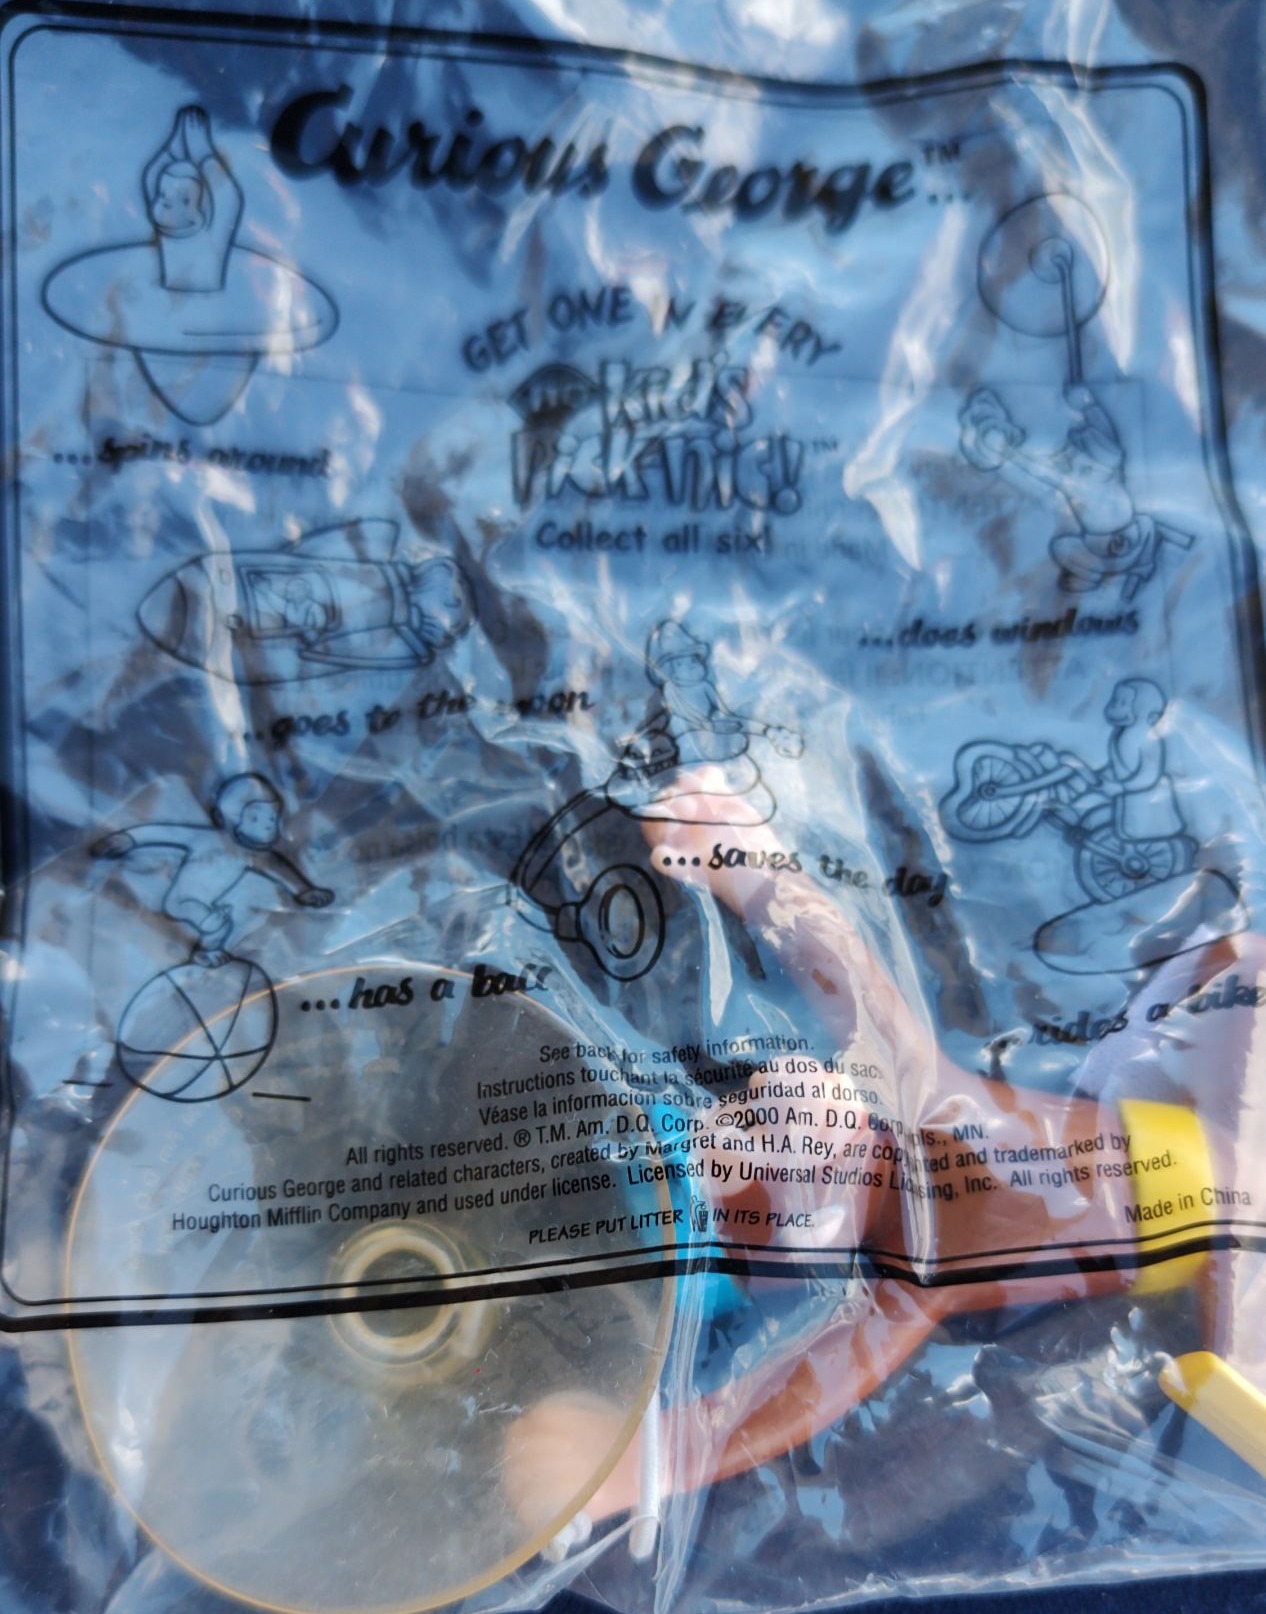 Curious George™...
GET ONE IN EVERY
DQ Kid's
Pick-Nic!™
Collect all six!
...spins around
...does windows
...goes to the moon
...saves the day
...has a ball
rides a bike
See back for safety information.
Instructions touchant la sécurité au dos du sac.
Véase la información sobre seguridad al dorso.
All rights reserved. ® T.M. Am. D.Q. Corp. ©2000 Am. D.Q. Corp. pls., MN.
Curious George and related characters, created by Margret and H.A. Rey, are copyrighted and trademarked by
Houghton Mifflin Company and used under license. Licensed by Universal Studios Licensing, Inc. All rights reserved.
PLEASE PUT LITTER IN ITS PLACE.
Made in China